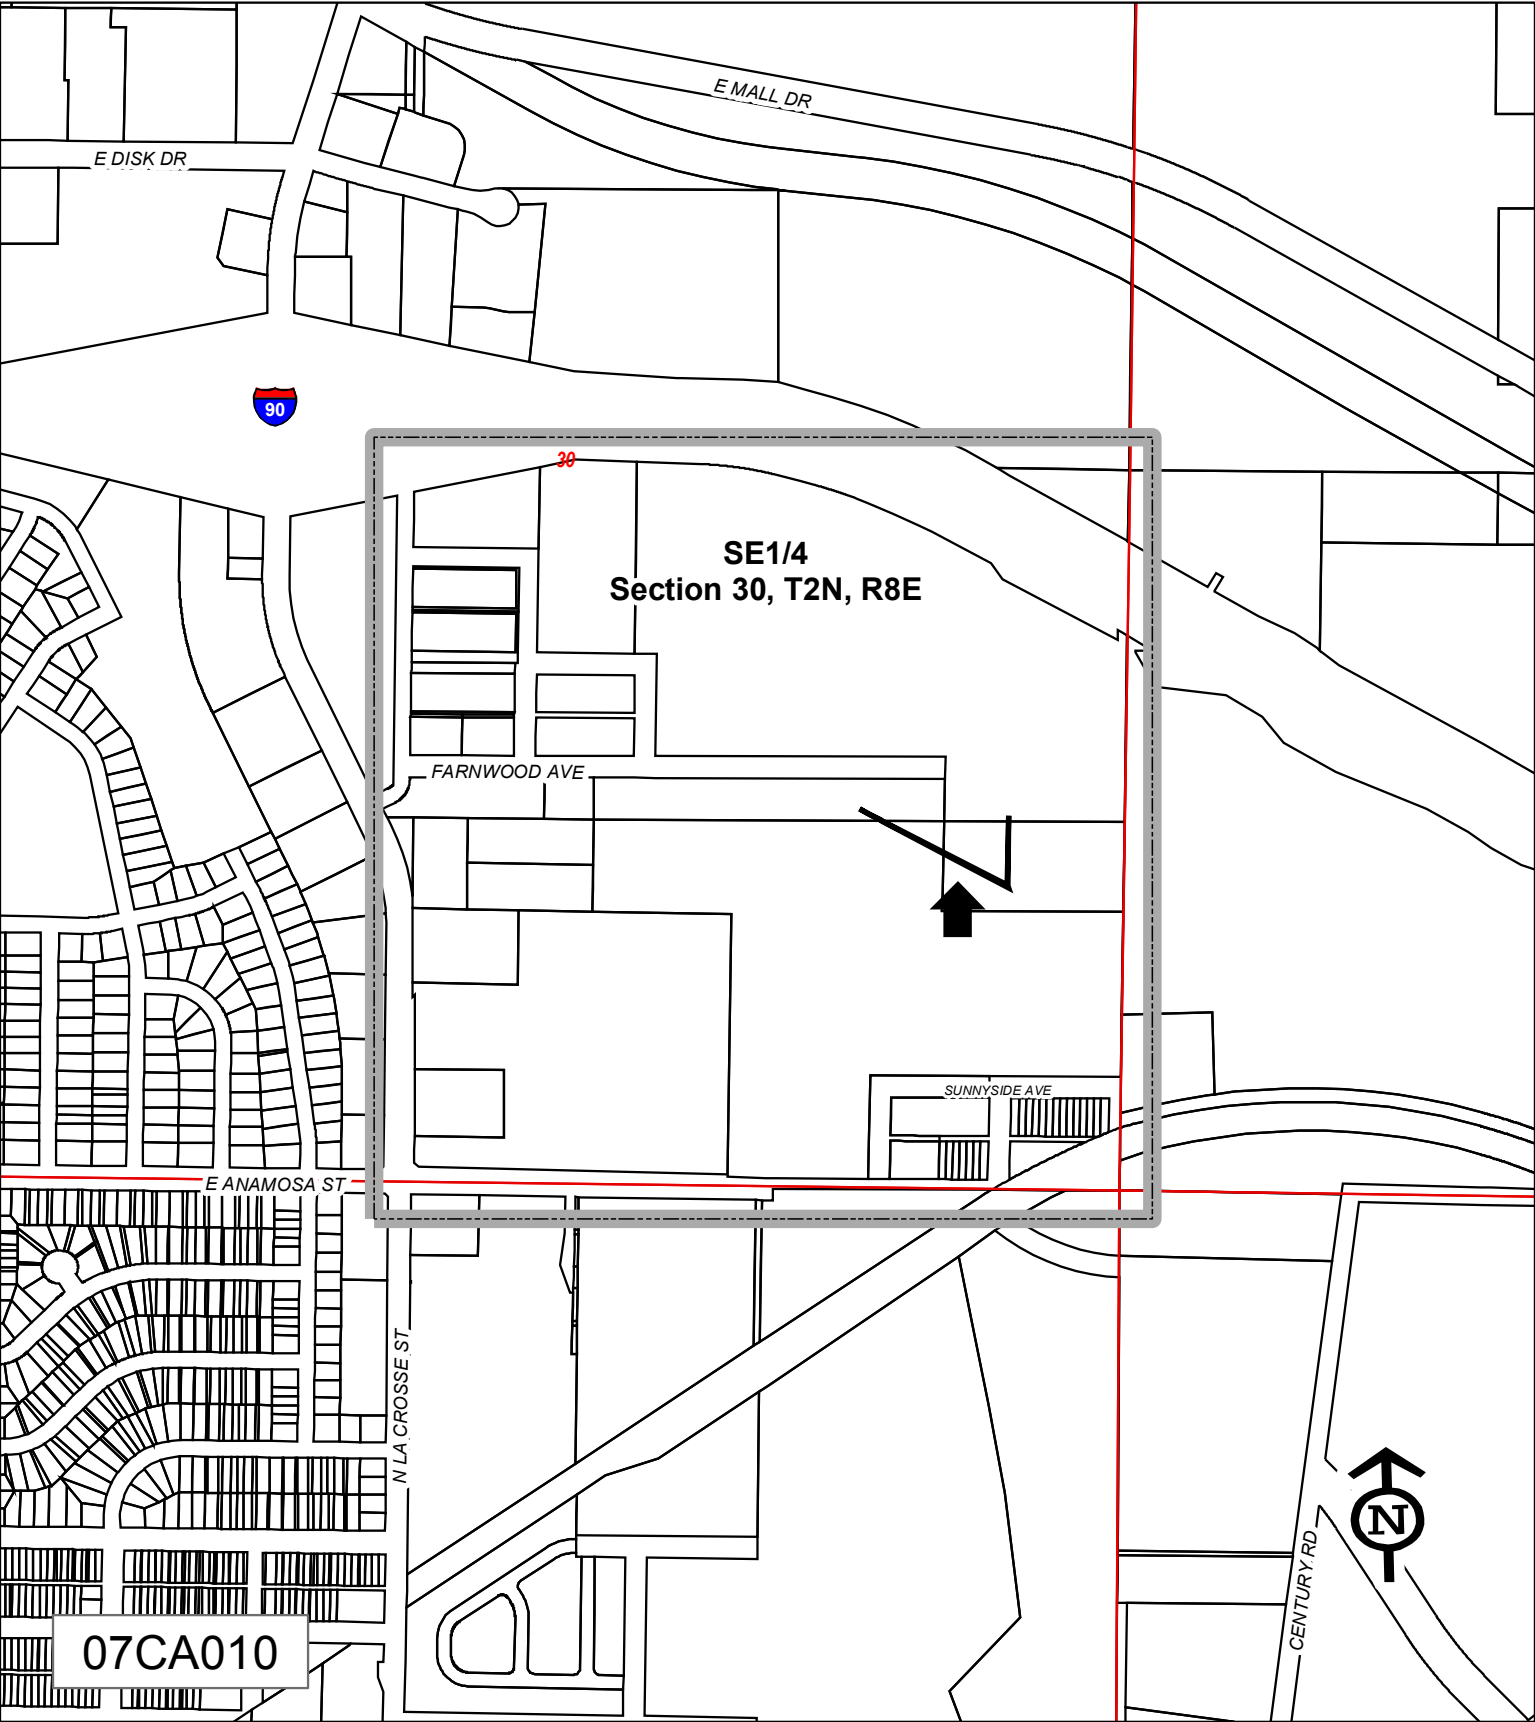 E MALL DR
E DISK DR
90
30
SE1/4
Section 30, T2N, R8E
FARNWOOD AVE
SUNNYSIDE AVE
E ANAMOSA ST
N LA CROSSE ST
N
CENTURY RD
07CA010